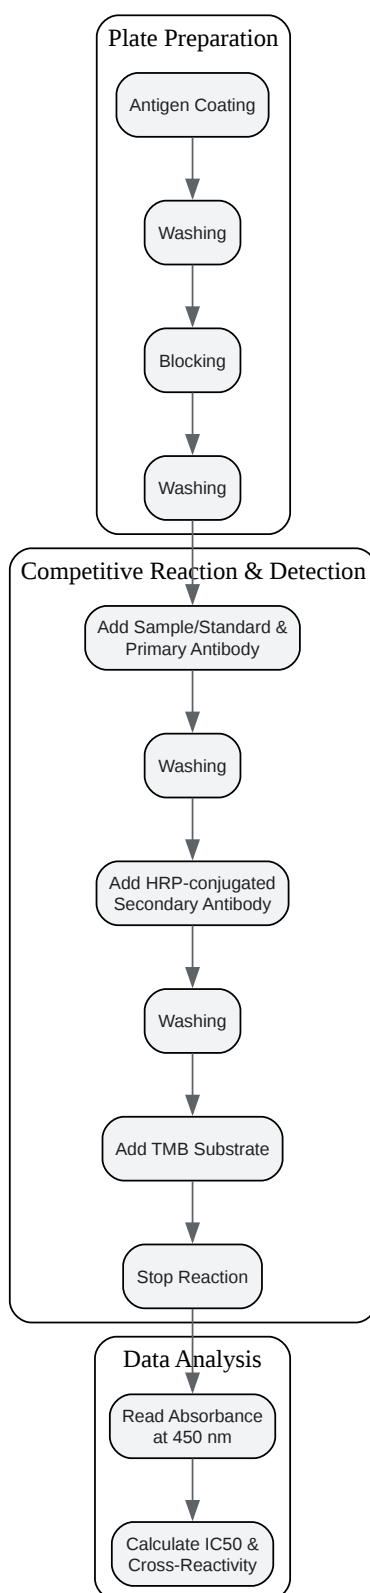 Plate Preparation
Antigen Coating
Washing
Blocking
Washing
Competitive Reaction & Detection
Add Sample/Standard &
Primary Antibody
Washing
Add HRP-conjugated
Secondary Antibody
Washing
Add TMB Substrate
Stop Reaction
Data Analysis
Read Absorbance
at 450 nm
Calculate IC50 &
Cross-Reactivity